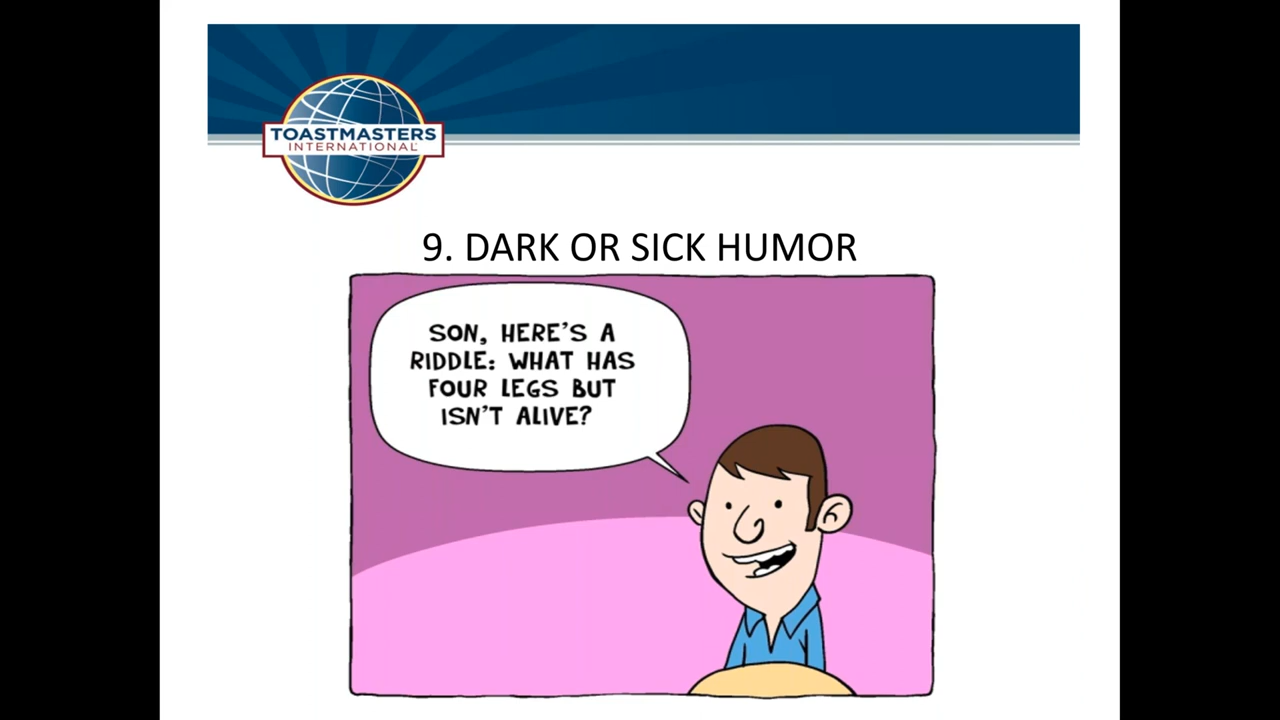 TOASTMASTERS
INTERNATIONAL
9. DARK OR SICK HUMOR
SON, HERE'S A
RIDDLE: WHAT HAS
FOUR LEGS BUT
ISN'T ALIVE?